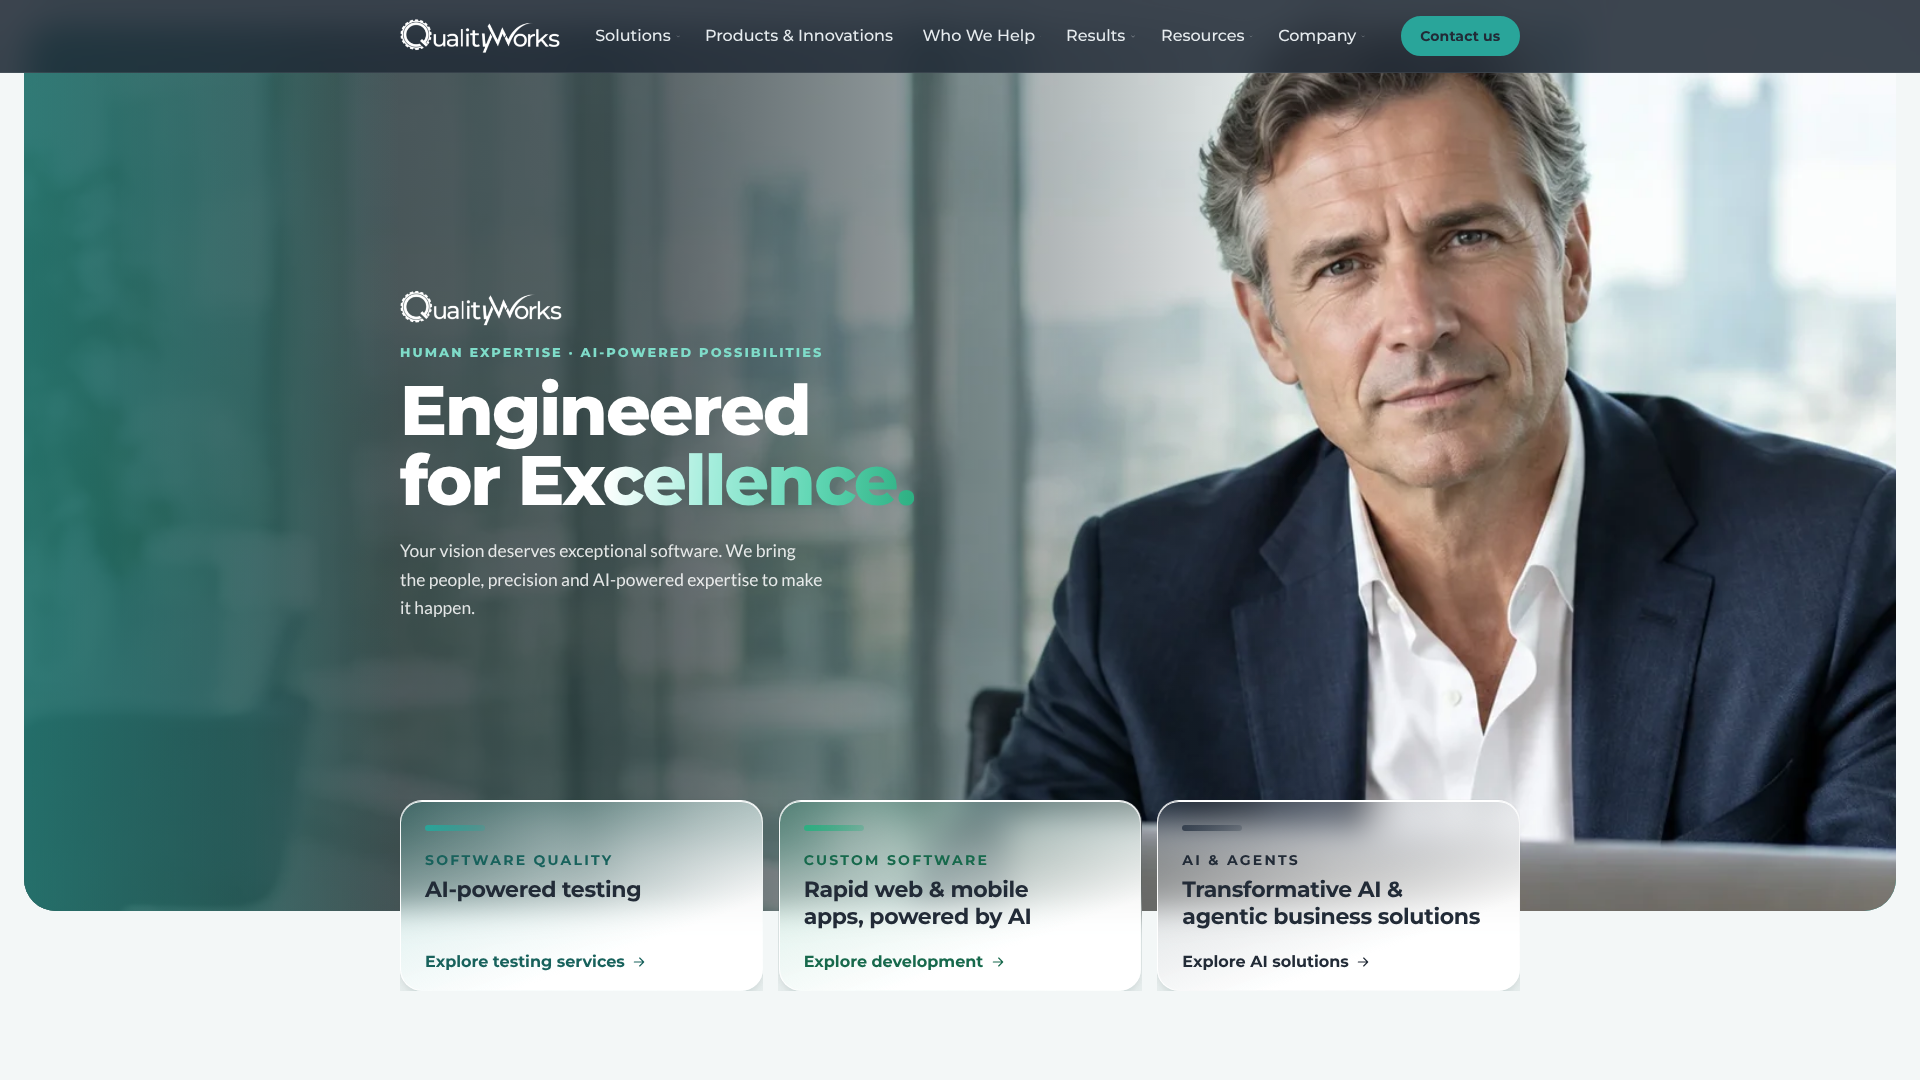 QualityWorks
Solutions
Products & Innovations
Who We Help
Results
Resources
Company
Contact us
QualityWorks
HUMAN EXPERTISE · AI-POWERED POSSIBILITIES
Engineered
for Excellence.
Your vision deserves exceptional software. We bring
the people, precision and AI-powered expertise to make
it happen.
SOFTWARE QUALITY
AI-powered testing
Explore testing services →
CUSTOM SOFTWARE
Rapid web & mobile
apps, powered by AI
Explore development →
AI & AGENTS
Transformative AI &
agentic business solutions
Explore AI solutions →